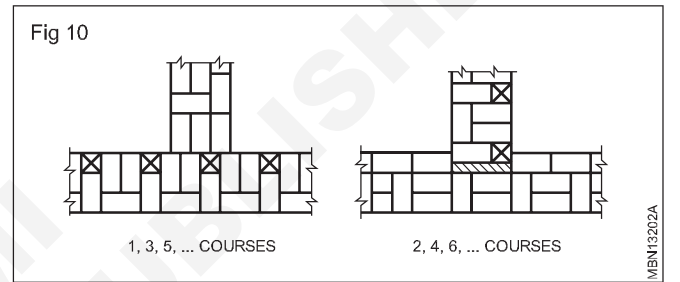 Fig 10
1, 3, 5, ... COURSES
2, 4, 6, ... COURSES
MBN13202A